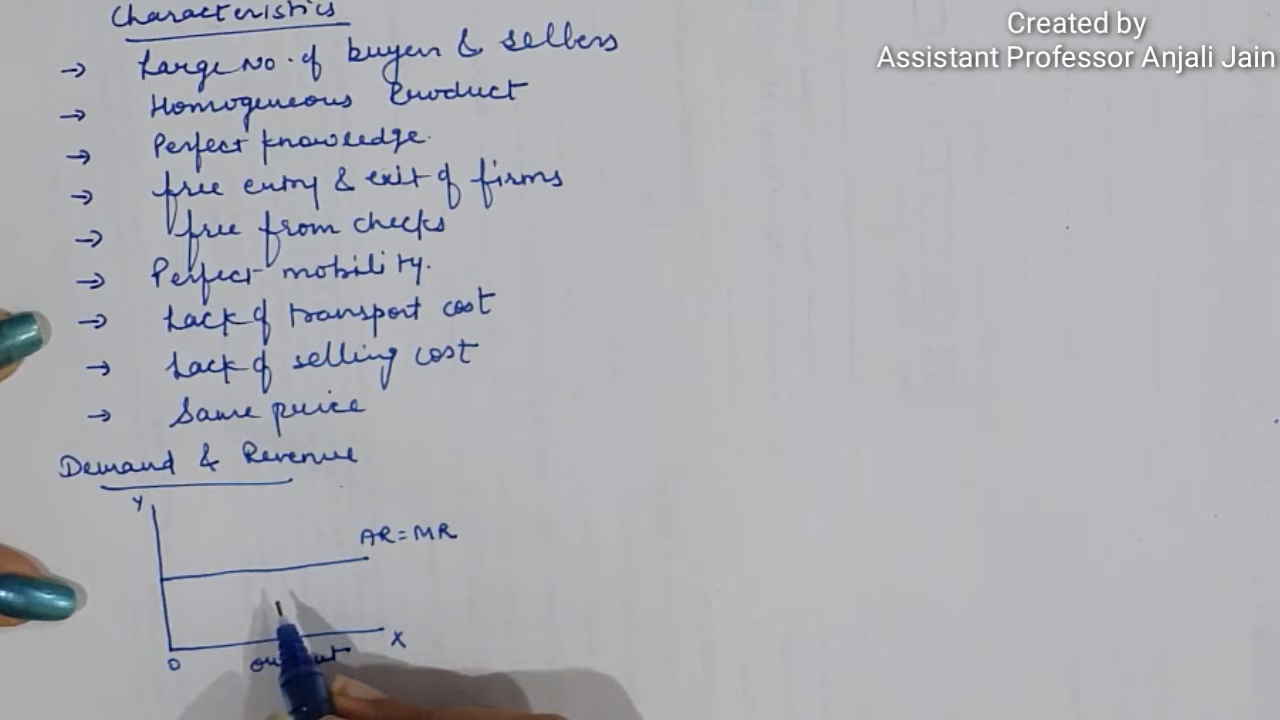 Characteristics
Created by
Assistant Professor Anjali Jain
→ Large No. of buyers & sellers
→ Homogeneous Product
→ Perfect knowledge.
→ free entry & exit of firms
→ free from checks
→ Perfect mobility.
→ Lack of transport cost
→ Lack of selling cost
→ Same price
Demand & Revenue
Y
AR=MR
X
O